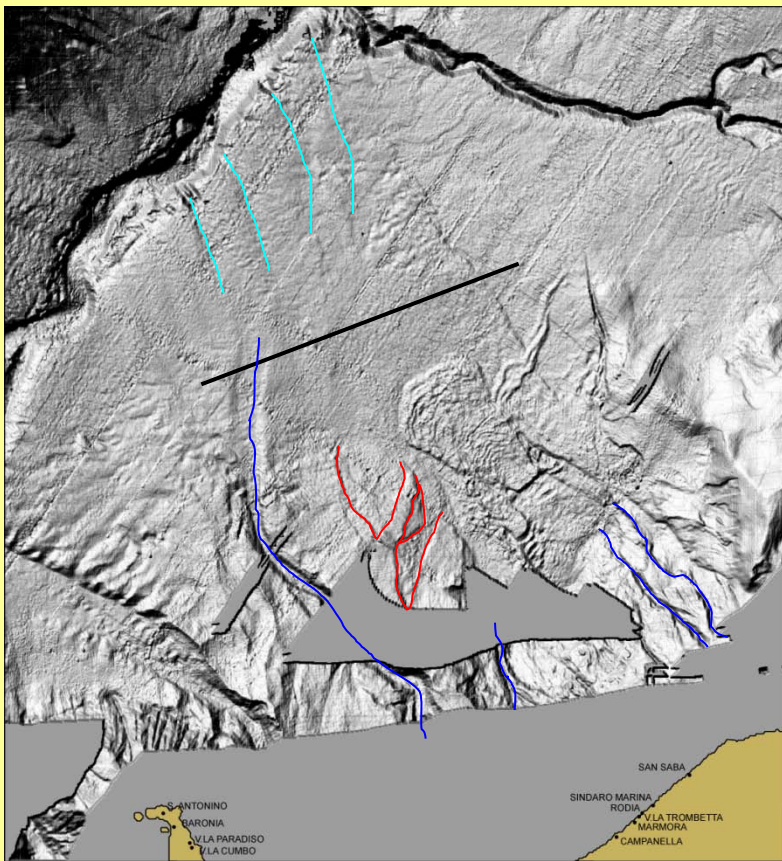 SAN SABA
SINDARO MARINA
RODIA
V.LA TROMBETTA
MARMORA
CAMPANELLA
S. ANTONINO
BARONIA
V.LA PARADISO
V.LA CUMBO